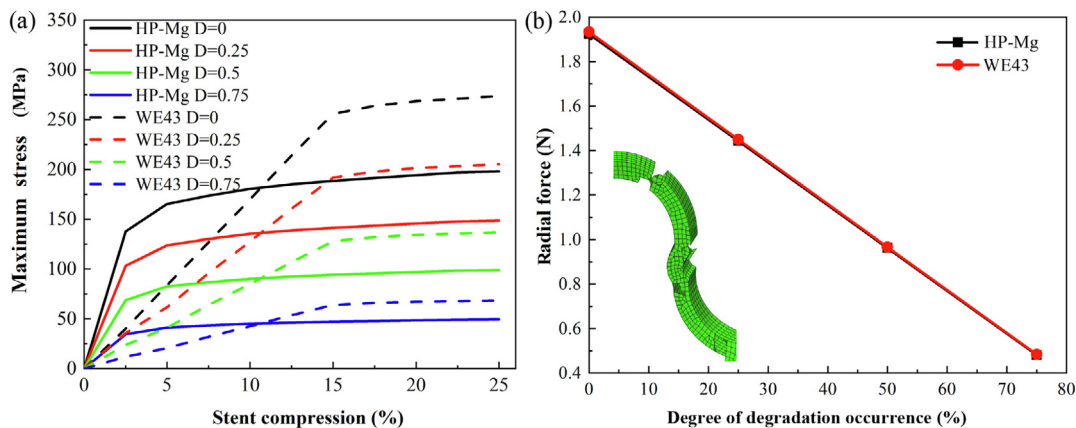 (a)
350
300
250
200
150
100
50
0
Maximum stress (MPa)
HP-Mg D=0
HP-Mg D=0.25
HP-Mg D=0.5
HP-Mg D=0.75
WE43 D=0
WE43 D=0.25
WE43 D=0.5
WE43 D=0.75
0 5 10 15 20 25
Stent compression (%)
(b)
2.0
1.8
1.6
1.4
1.2
1.0
0.8
0.6
0.4
Radial force (N)
HP-Mg
WE43
0 10 20 30 40 50 60 70 80
Degree of degradation occurrence (%)